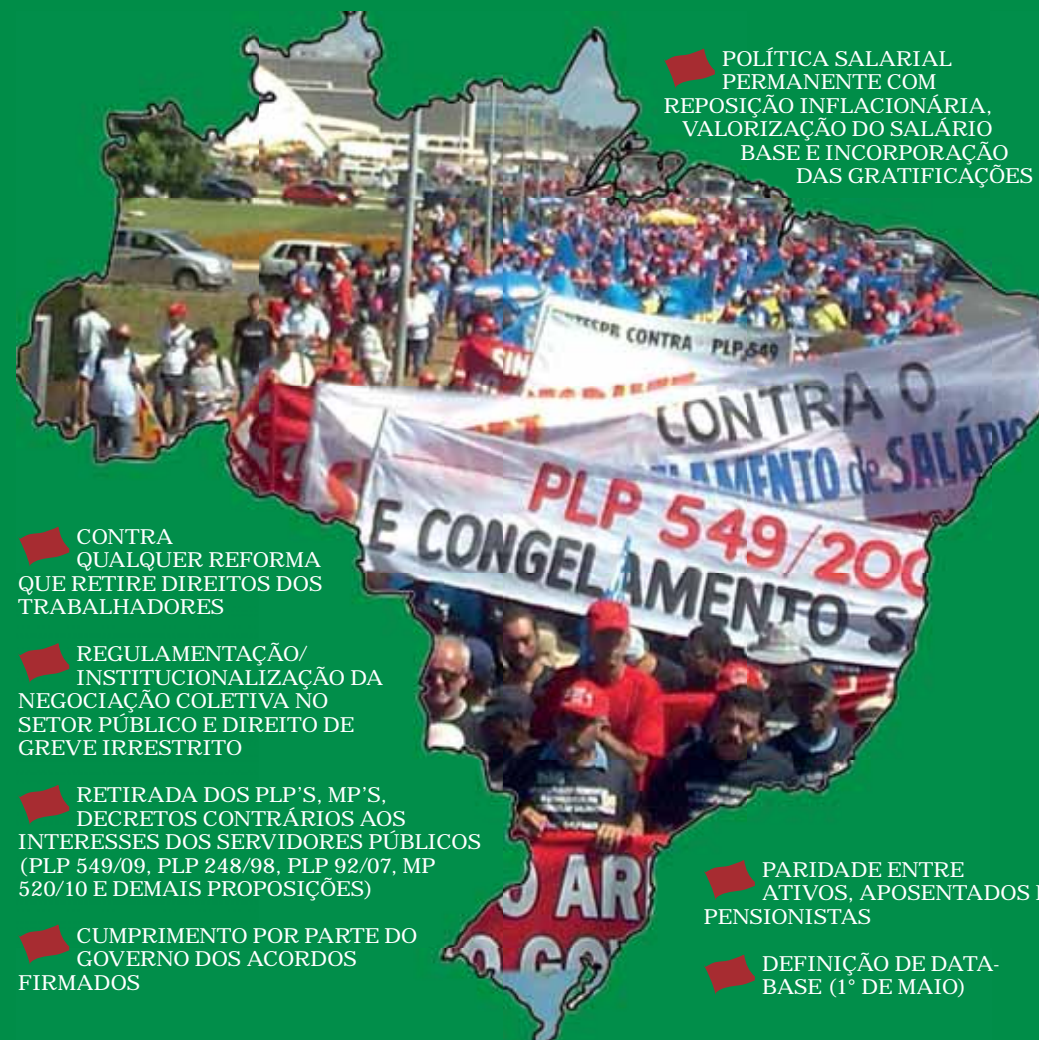 POLÍTICA SALARIAL
PERMANENTE COM
REPOSIÇÃO INFLACIONÁRIA,
VALORIZAÇÃO DO SALÁRIO
BASE E INCORPORAÇÃO
DAS GRATIFICAÇÕES
CONTRA - PLP 549
SIN
CONTRA O
LAMENTO de SALÁRIO
PLP 549/200
E CONGELAMENTO S
CONTRA
QUALQUER REFORMA
QUE RETIRE DIREITOS DOS
TRABALHADORES
REGULAMENTAÇÃO/
INSTITUCIONALIZAÇÃO DA
NEGOCIAÇÃO COLETIVA NO
SETOR PÚBLICO E DIREITO DE
GREVE IRRESTRITO
RETIRADA DOS PLP'S, MP'S,
DECRETOS CONTRÁRIOS AOS
INTERESSES DOS SERVIDORES PÚBLICOS
(PLP 549/09, PLP 248/98, PLP 92/07, MP
520/10 E DEMAIS PROPOSIÇÕES)
CUMPRIMENTO POR PARTE DO
GOVERNO DOS ACORDOS
FIRMADOS
O AR
O GO
PARIDADE ENTRE
ATIVOS, APOSENTADOS E
PENSIONISTAS
DEFINIÇÃO DE DATA-
BASE (1° DE MAIO)